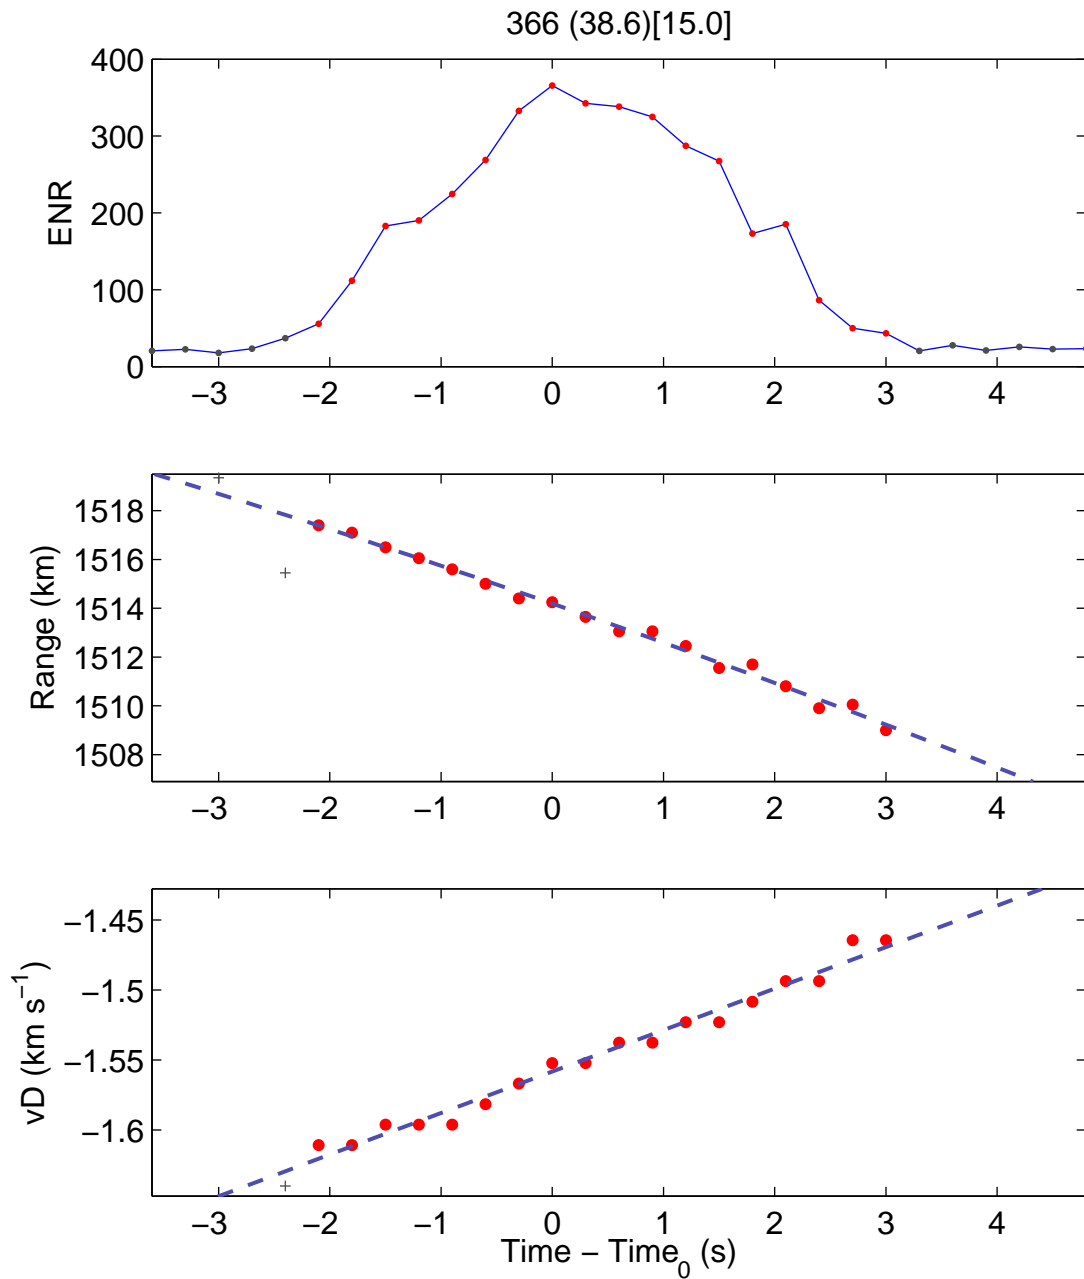 366 (38.6)[15.0]
400
300
200
100
0
ENR
−3 −2 −1 0 1 2 3 4
1518
1516
1514
1512
1510
1508
Range (km)
−3 −2 −1 0 1 2 3 4
−1.45
−1.5
−1.55
−1.6
vD (km s⁻¹)
−3 −2 −1 0 1 2 3 4
Time − Time₀ (s)